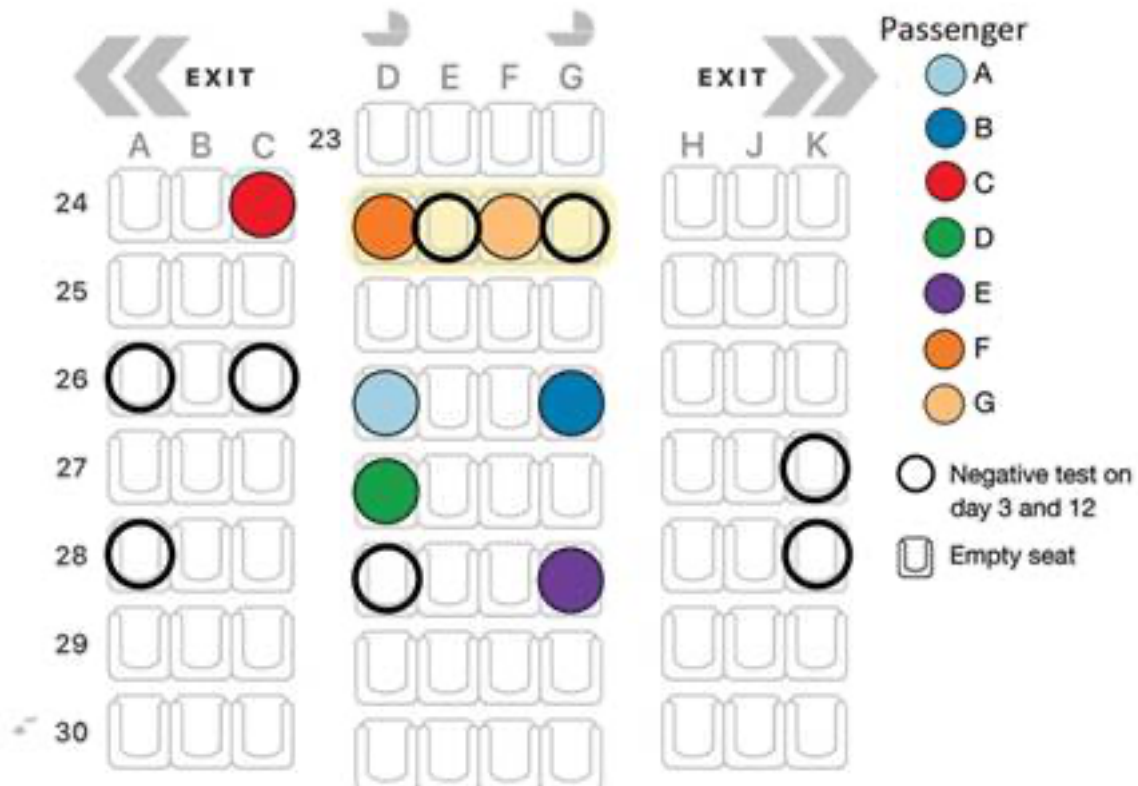 Passenger
EXIT
D E F G
EXIT
A B C
23
H J K
24
25
26
27
28
29
30
A
B
C
D
E
F
G
Negative test on
day 3 and 12
Empty seat